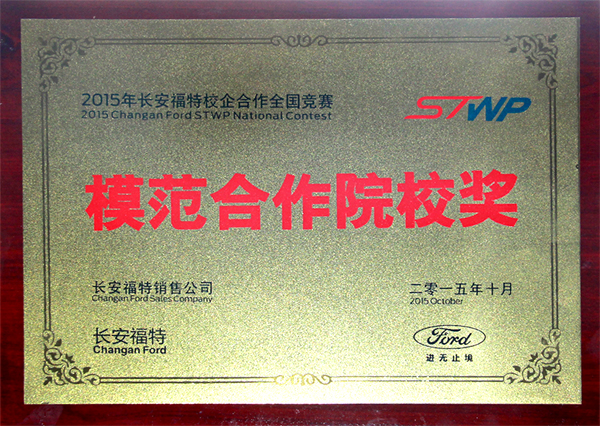 2015年长安福特校企合作全国竞赛
2015 Changan Ford STWP National Contest
STWP
模范合作院校奖
长安福特销售公司
Changan Ford Sales Company
二零一五年十月
2015 October
长安福特
Changan Ford
Ford
进无止境